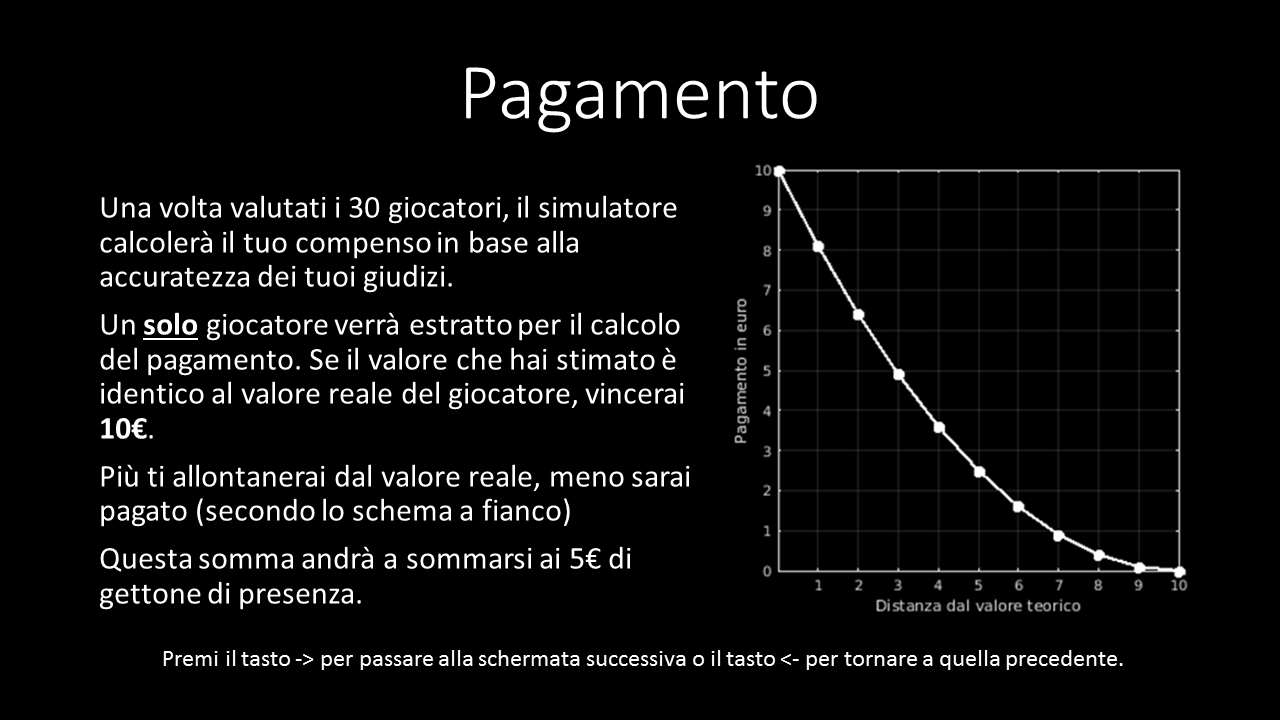 Pagamento
Una volta valutati i 30 giocatori, il simulatore
calcolerà il tuo compenso in base alla
accuratezza dei tuoi giudizi.
Un solo giocatore verrà estratto per il calcolo
del pagamento. Se il valore che hai stimato è
identico al valore reale del giocatore, vincerai
10€.
Più ti allontanerai dal valore reale, meno sarai
pagato (secondo lo schema a fianco)
Questa somma andrà a sommarsi ai 5€ di
gettone di presenza.
Pagamento in euro
10
9
8
7
6
5
4
3
2
1
0
1 2 3 4 5 6 7 8 9 10
Distanza dal valore teorico
Premi il tasto -> per passare alla schermata successiva o il tasto <- per tornare a quella precedente.